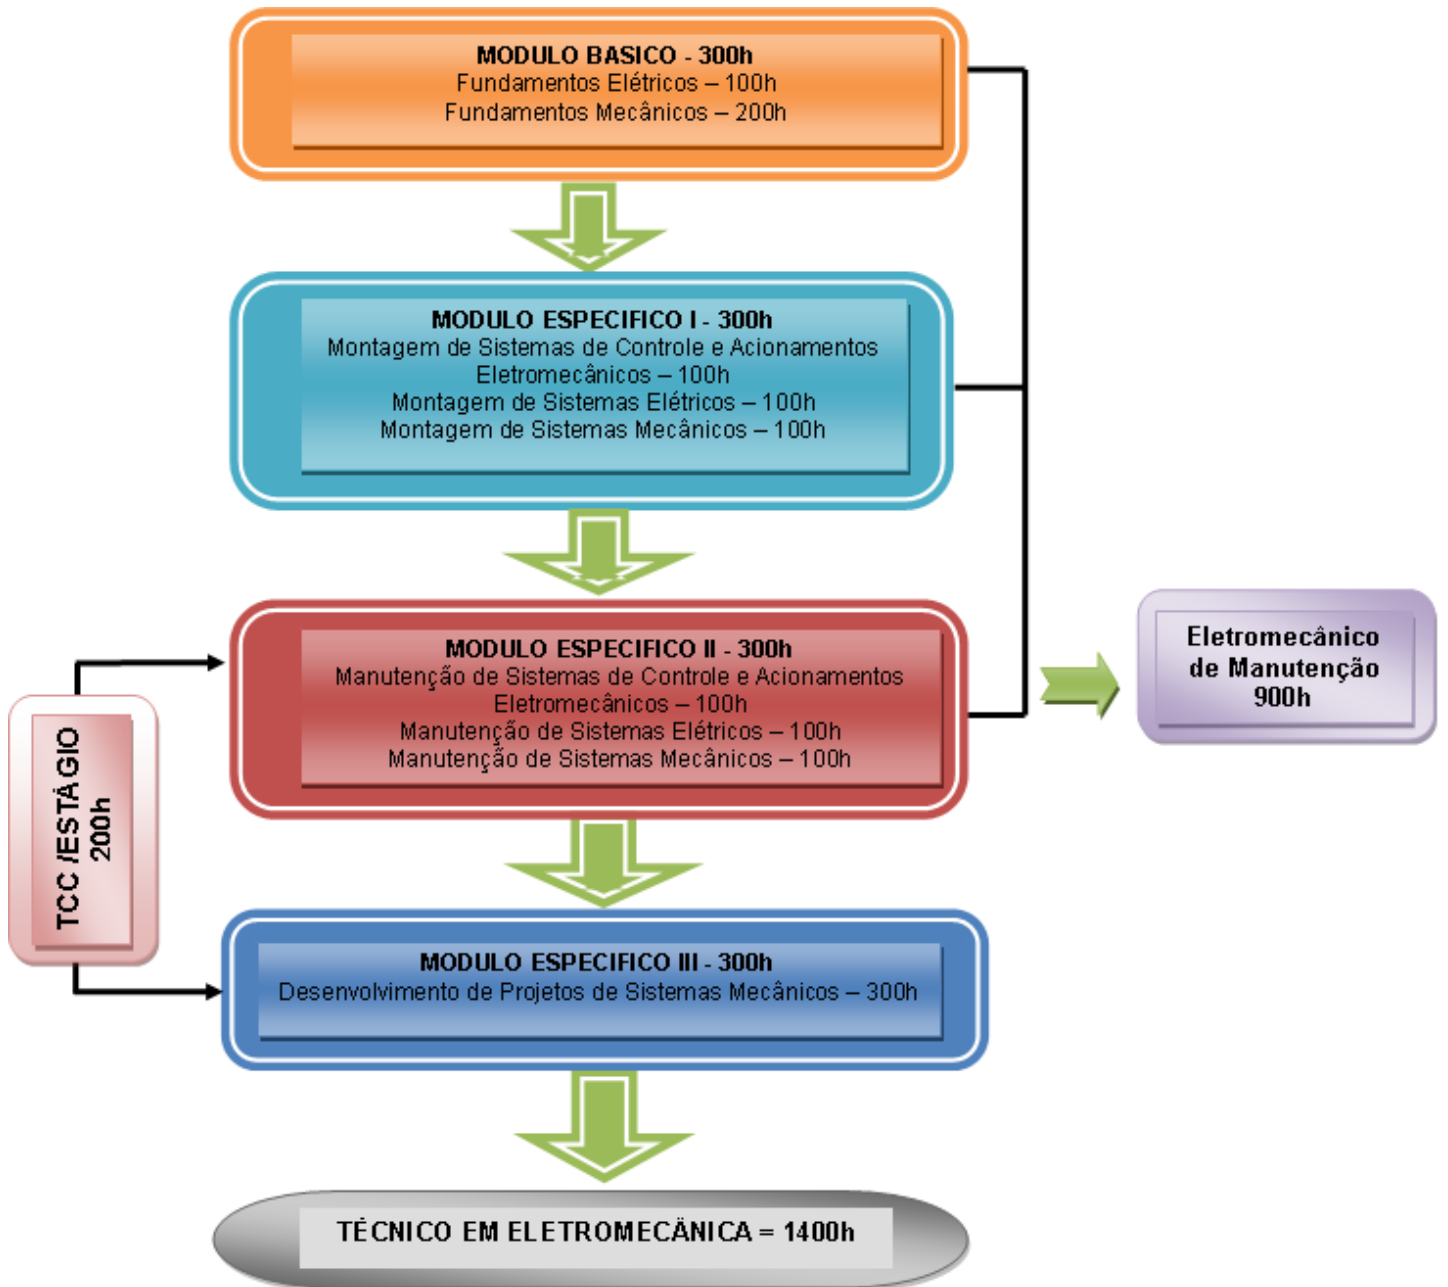 MODULO BASICO - 300h
Fundamentos Elétricos – 100h
Fundamentos Mecânicos – 200h
MODULO ESPECIFICO I - 300h
Montagem de Sistemas de Controle e Acionamentos
Eletromecânicos – 100h
Montagem de Sistemas Elétricos – 100h
Montagem de Sistemas Mecânicos – 100h
MODULO ESPECIFICO II - 300h
Manutenção de Sistemas de Controle e Acionamentos
Eletromecânicos – 100h
Manutenção de Sistemas Elétricos – 100h
Manutenção de Sistemas Mecânicos – 100h
Eletromecânico
de Manutenção
900h
TCC /ESTÁGIO
200h
MODULO ESPECIFICO III - 300h
Desenvolvimento de Projetos de Sistemas Mecânicos – 300h
TÉCNICO EM ELETROMECÂNICA = 1400h